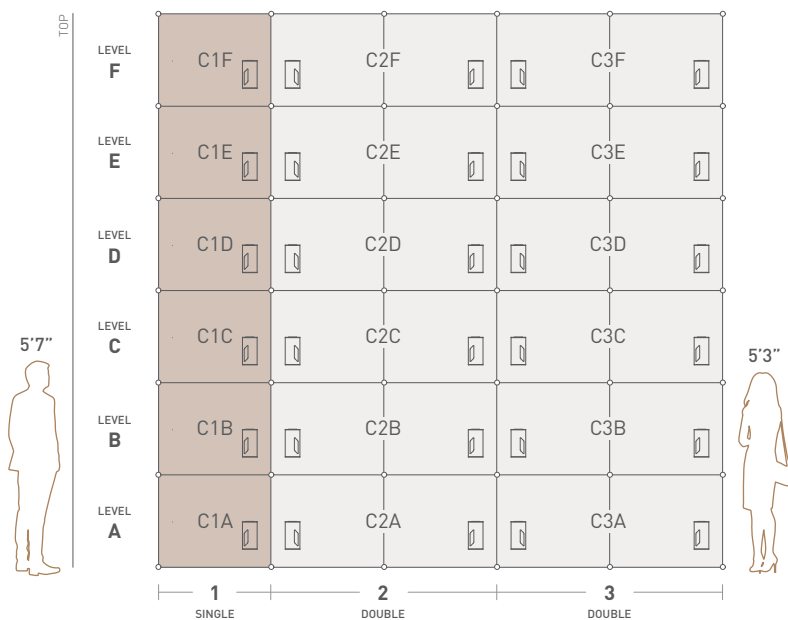 TOP
LEVEL
F
C1F
C2F
C3F
LEVEL
E
C1E
C2E
C3E
LEVEL
D
C1D
C2D
C3D
LEVEL
C
C1C
C2C
C3C
5’7”
5’3”
LEVEL
B
C1B
C2B
C3B
LEVEL
A
C1A
C2A
C3A
1
2
3
SINGLE
DOUBLE
DOUBLE